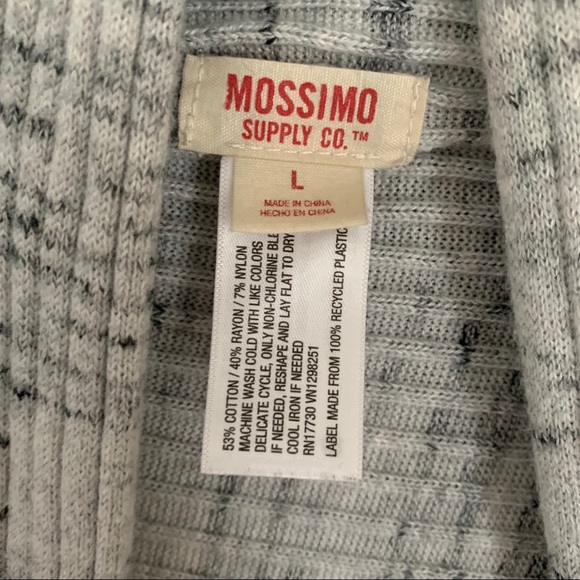 MOSSIMO
SUPPLY CO.™
L
MADE IN CHINA
HECHO EN CHINA
53% COTTON / 40% RAYON / 7% NYLON
MACHINE WASH COLD WITH LIKE COLORS
DELICATE CYCLE, ONLY NON-CHLORINE BLE
IF NEEDED, RESHAPE AND LAY FLAT TO DRY
COOL IRON IF NEEDED
RN17730 VN1298251
LABEL MADE FROM 100% RECYCLED PLASTIC